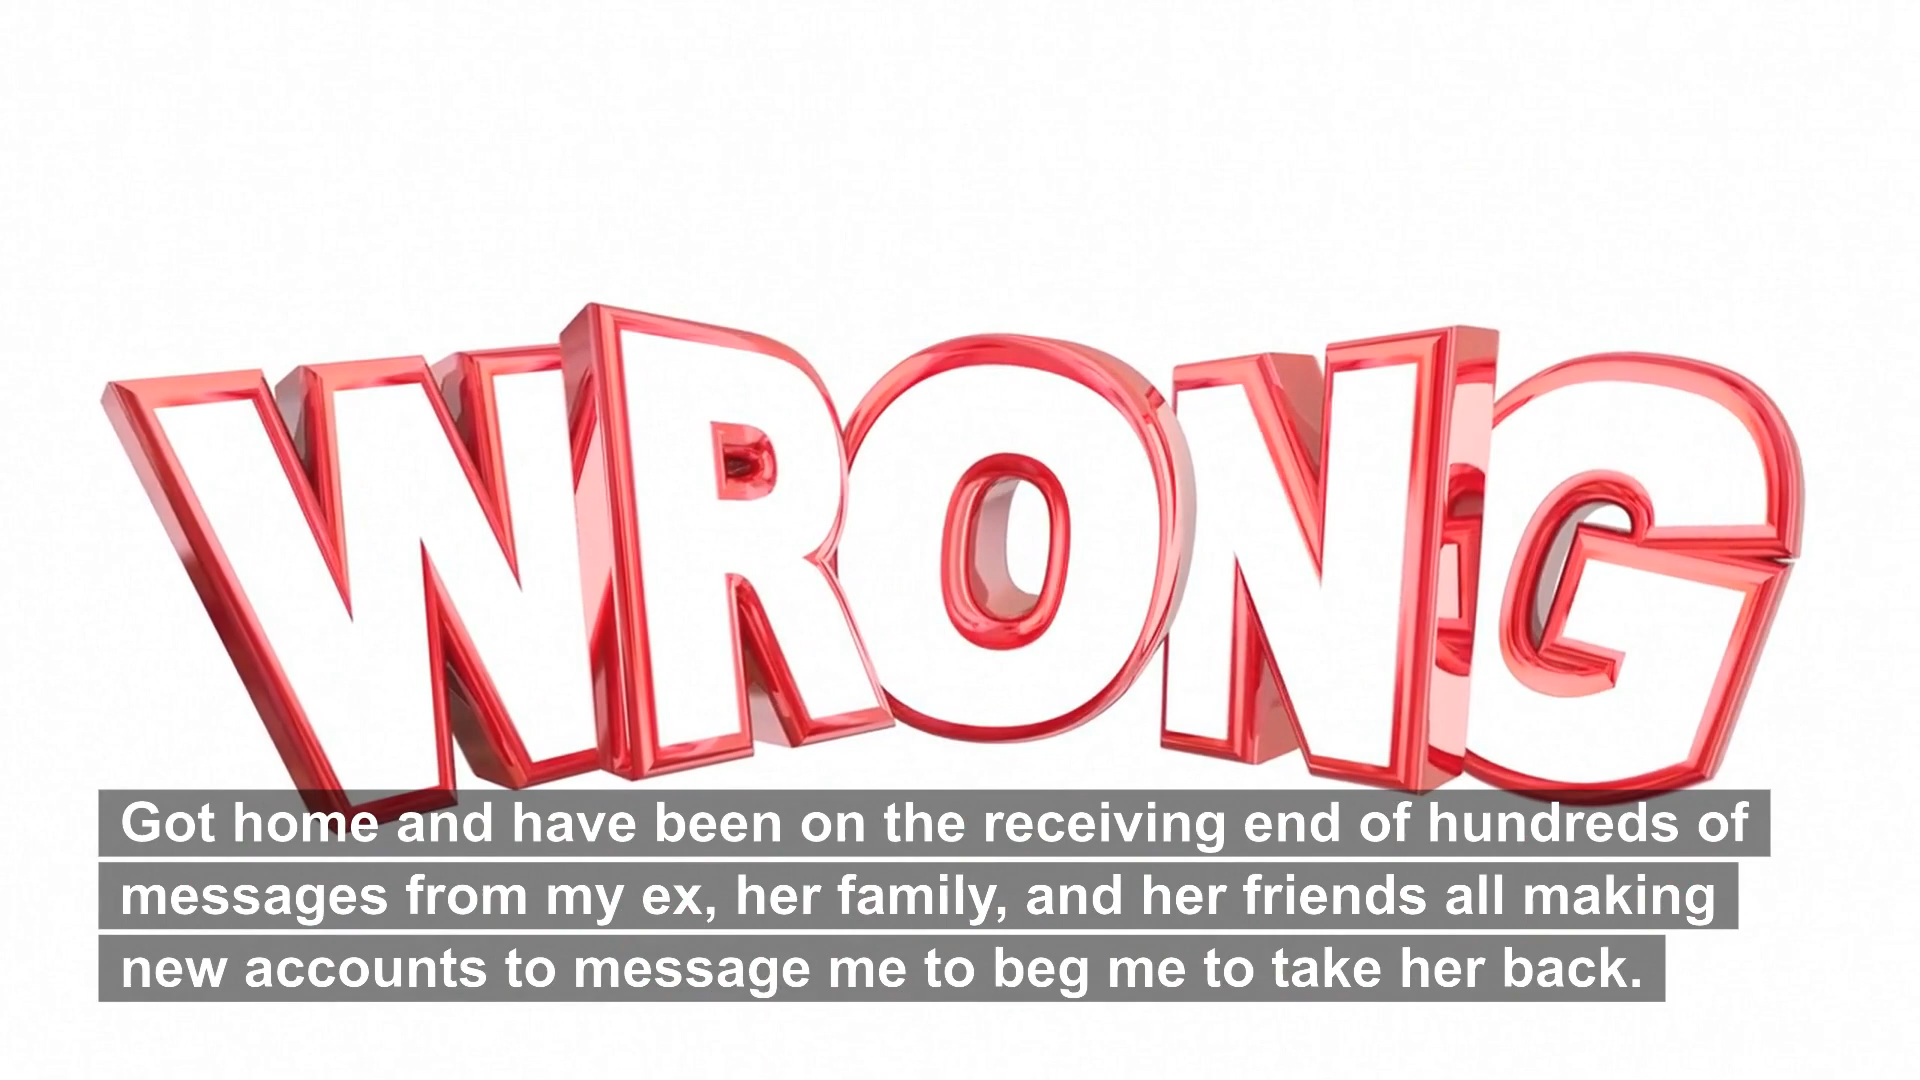 WRONG
Got home and have been on the receiving end of hundreds of
messages from my ex, her family, and her friends all making
new accounts to message me to beg me to take her back.